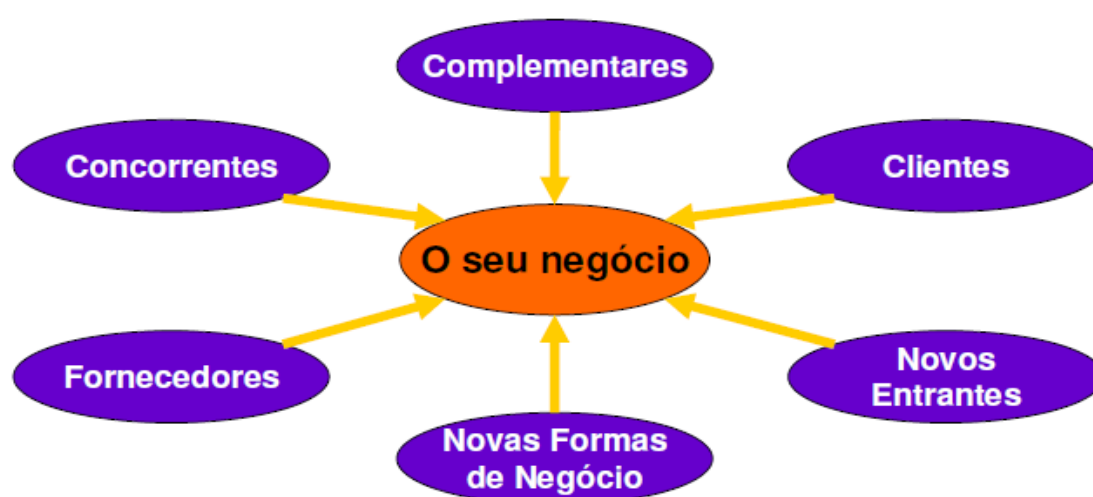 Complementares
Concorrentes
Clientes
O seu negócio
Fornecedores
Novos
Entrantes
Novas Formas
de Negócio